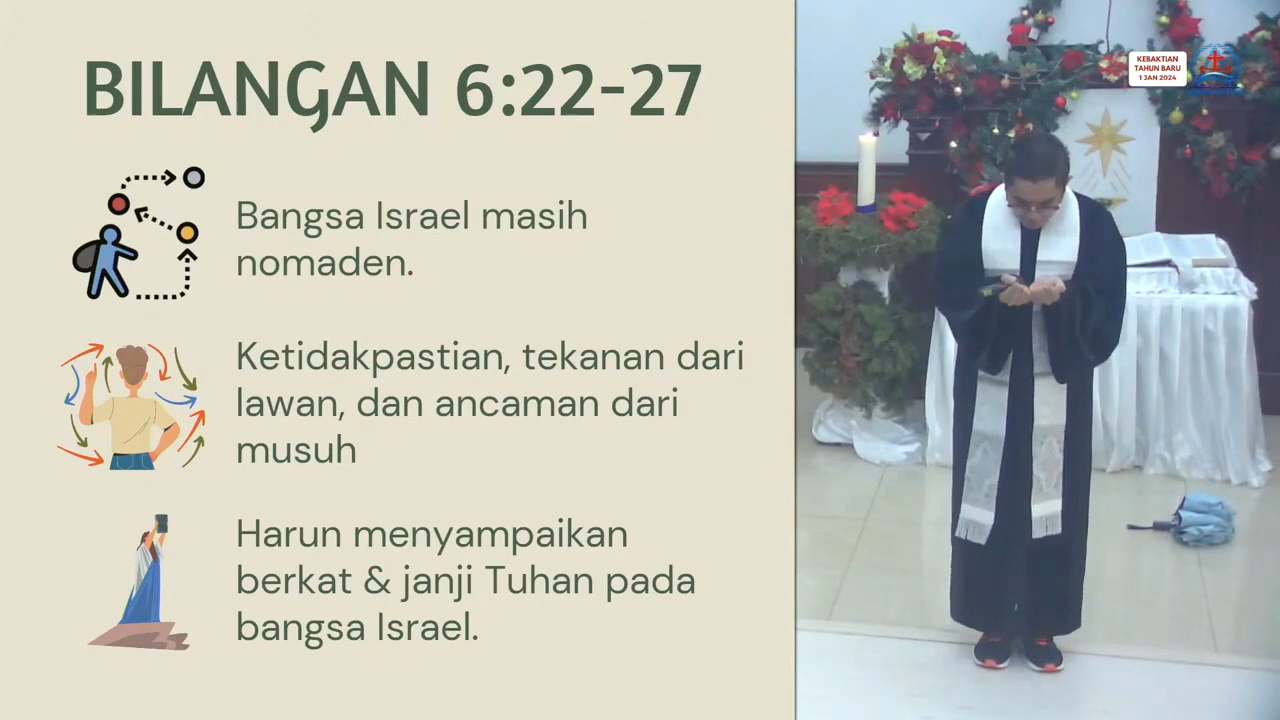 BILANGAN 6:22-27
Bangsa Israel masih
nomaden.
Ketidakpastian, tekanan dari
lawan, dan ancaman dari
musuh
Harun menyampaikan
berkat & janji Tuhan pada
bangsa Israel.
KEBAKTIAN
TAHUN BARU
1 JAN 2024